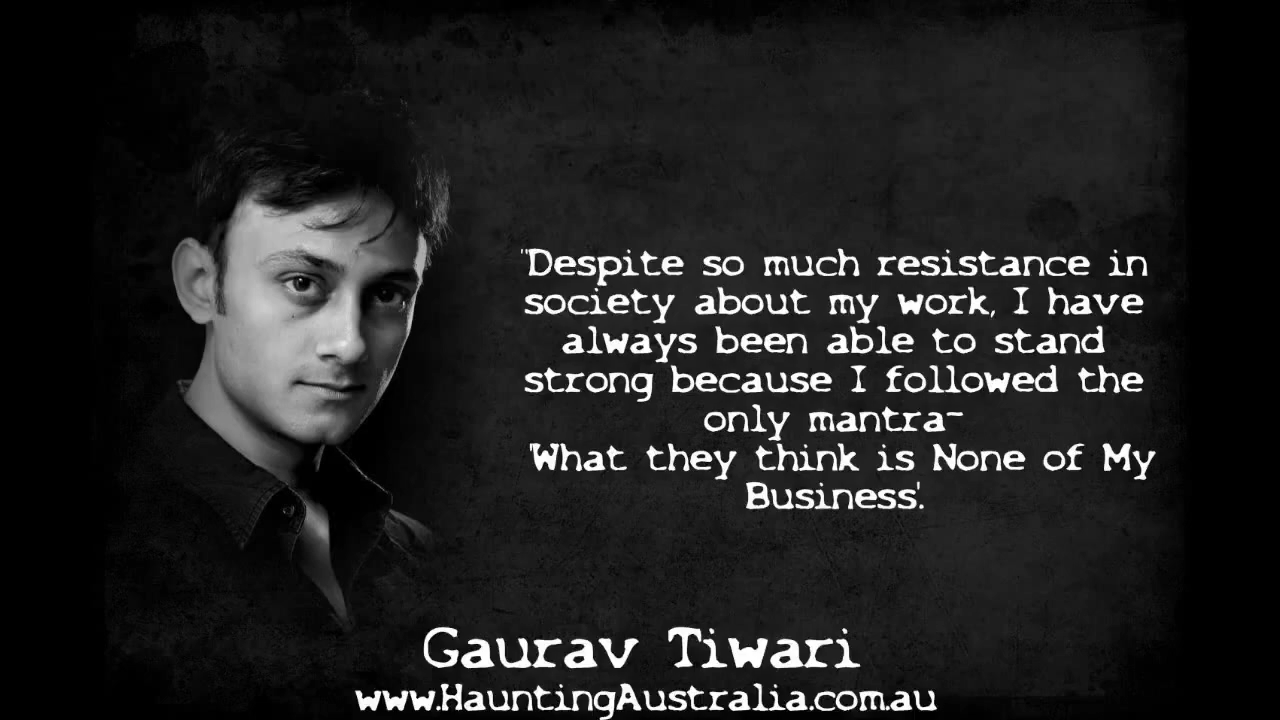 "Despite so much resistance in
society about my work, I have
always been able to stand
strong because I followed the
only mantra-
'What they think is None of My
Business'.
Gaurav Tiwari
www.HauntingAustralia.com.au